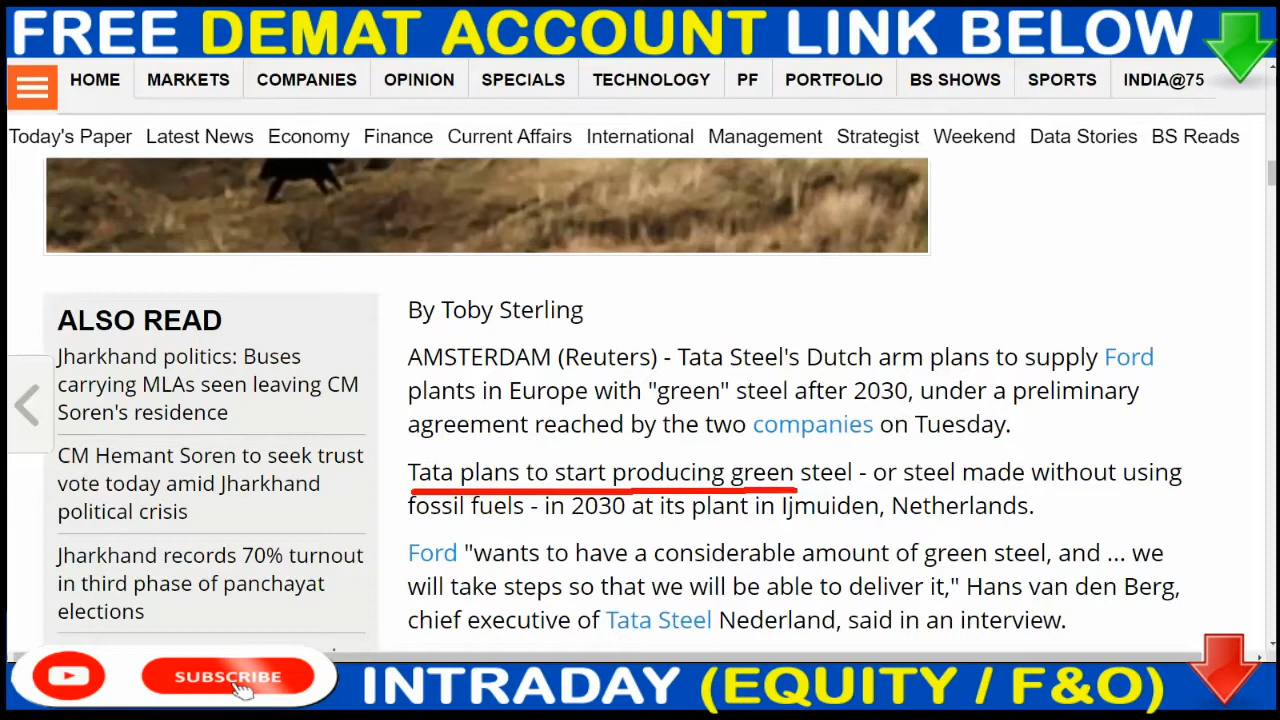 FREE DEMAT ACCOUNT LINK BELOW
HOME MARKETS COMPANIES OPINION SPECIALS TECHNOLOGY PF PORTFOLIO BS SHOWS SPORTS INDIA@75
Today's Paper Latest News Economy Finance Current Affairs International Management Strategist Weekend Data Stories BS Reads
ALSO READ
Jharkhand politics: Buses
carrying MLAs seen leaving CM
Soren's residence
CM Hemant Soren to seek trust
vote today amid Jharkhand
political crisis
Jharkhand records 70% turnout
in third phase of panchayat
elections
By Toby Sterling
AMSTERDAM (Reuters) - Tata Steel's Dutch arm plans to supply Ford
plants in Europe with "green" steel after 2030, under a preliminary
agreement reached by the two companies on Tuesday.
Tata plans to start producing green steel - or steel made without using
fossil fuels - in 2030 at its plant in Ijmuiden, Netherlands.
Ford "wants to have a considerable amount of green steel, and ... we
will take steps so that we will be able to deliver it," Hans van den Berg,
chief executive of Tata Steel Nederland, said in an interview.
SUBSCRIBE
INTRADAY (EQUITY / F&O)